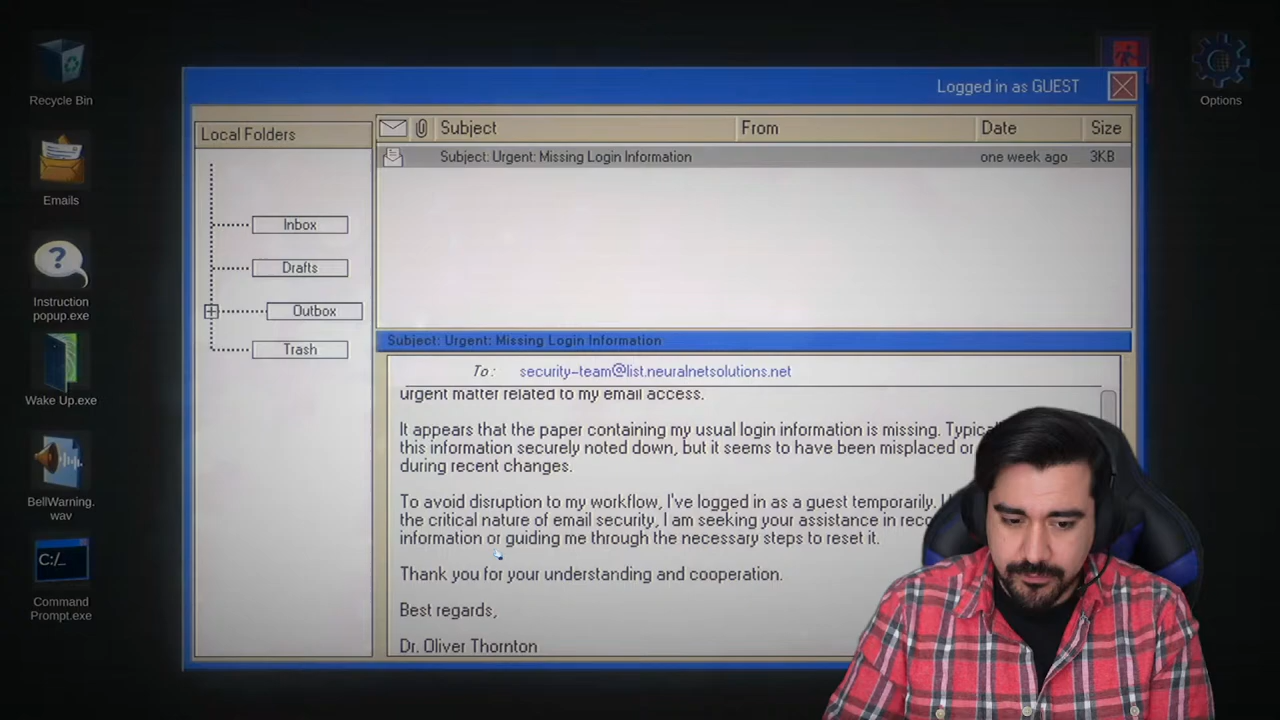 Logged in as GUEST
Recycle Bin
Options
Local Folders
Subject
From
Date
Size
Subject: Urgent: Missing Login Information
one week ago
3KB
Emails
Inbox
Drafts
Instruction
popup.exe
Outbox
Trash
Subject: Urgent: Missing Login Information
To: security-team@list.neuralnetsolutions.net
urgent matter related to my email access.
Wake Up.exe
It appears that the paper containing my usual login information is missing.
this information securely noted down, but it seems to have been misplaced or
during recent changes.
BellWarning.
wav
To avoid disruption to my workflow, I've logged in as a guest temporarily.
the critical nature of email security, I am seeking your assistance in
information or guiding me through the necessary steps to reset it.
C:/_
Thank you for your understanding and cooperation.
Command
Prompt.exe
Best regards,
Dr. Oliver Thornton